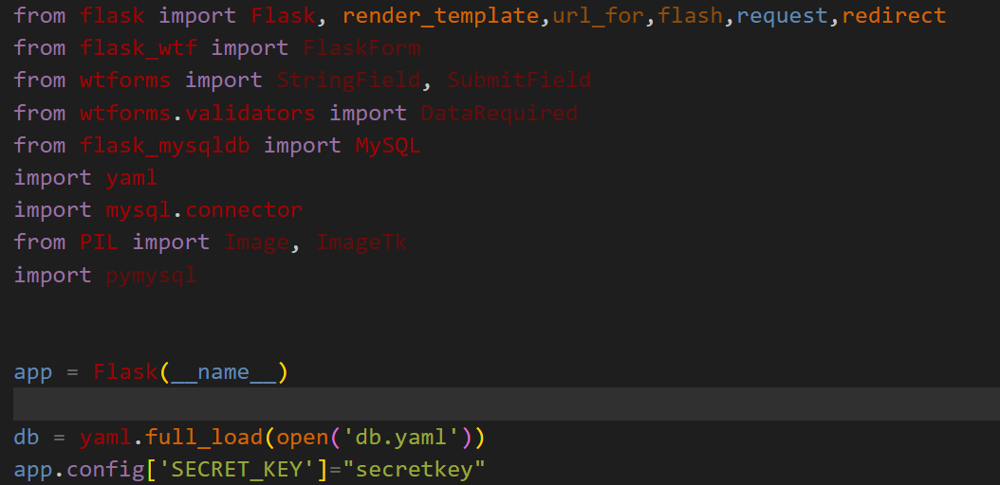 from flask import Flask, render_template,url_for,flash,request,redirect
from flask_wtf import FlaskForm
from wtforms import StringField, SubmitField
from wtforms.validators import DataRequired
from flask_mysqldb import MySQL
import yaml
import mysql.connector
from PIL import Image, ImageTk
import pymysql
app = Flask(__name__)
db = yaml.full_load(open('db.yaml'))
app.config['SECRET_KEY']="secretkey"